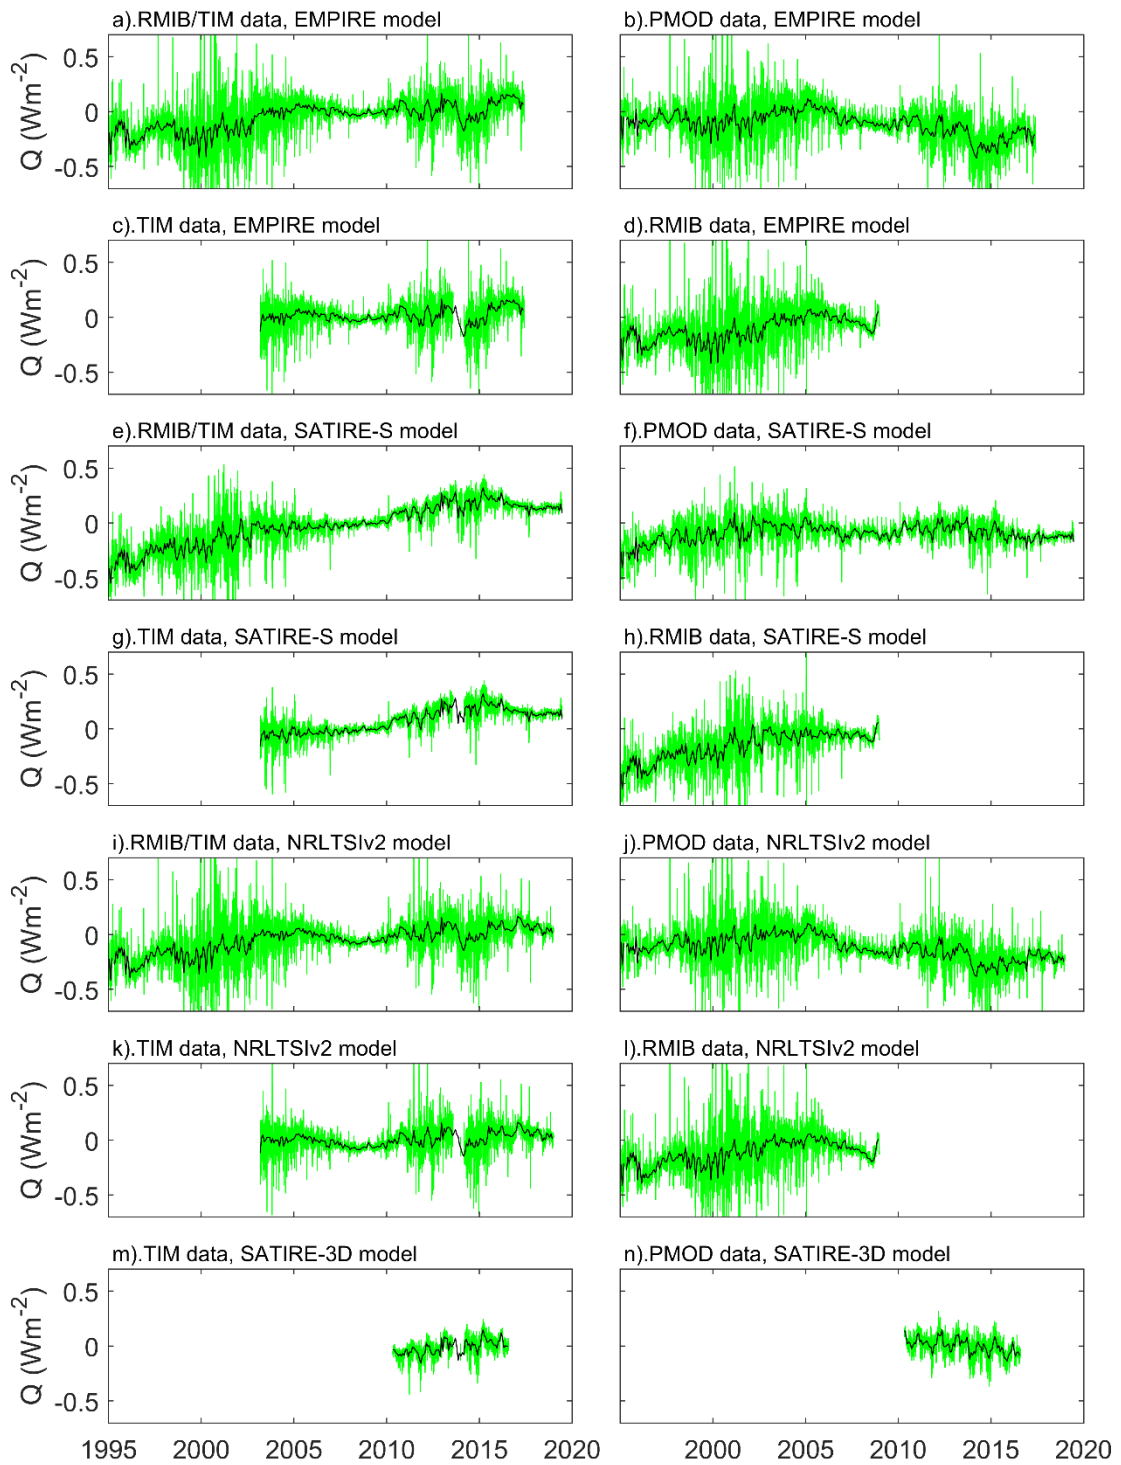 a).RMIB/TIM data, EMPIRE model
b).PMOD data, EMPIRE model
0.5
0
-0.5
Q (Wm-2)
c).TIM data, EMPIRE model
d).RMIB data, EMPIRE model
0.5
0
-0.5
Q (Wm-2)
e).RMIB/TIM data, SATIRE-S model
f).PMOD data, SATIRE-S model
0.5
0
-0.5
Q (Wm-2)
g).TIM data, SATIRE-S model
h).RMIB data, SATIRE-S model
0.5
0
-0.5
Q (Wm-2)
i).RMIB/TIM data, NRLTSIv2 model
j).PMOD data, NRLTSIv2 model
0.5
0
-0.5
Q (Wm-2)
k).TIM data, NRLTSIv2 model
l).RMIB data, NRLTSIv2 model
0.5
0
-0.5
Q (Wm-2)
m).TIM data, SATIRE-3D model
n).PMOD data, SATIRE-3D model
0.5
0
-0.5
Q (Wm-2)
1995 2000 2005 2010 2015 2020
2000 2005 2010 2015 2020